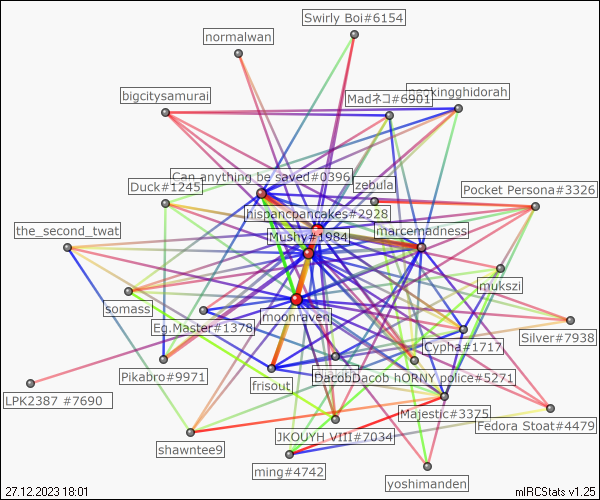 Swirly Boi#6154
normalwan
bigcitysamurai
Madネコ#6901
Can anything be saved#0396
zebula
Duck#1245
Pocket Persona#3326
hispancpancakes#2928
the_second_twat
Mushy#1984
marcemadness
mukszi
somass
moonraven
Eg.Master#1378
Silver#7938
Cypha#1717
Pikabro#9971
frisout
DacobDacob hORNY police#5271
LPK2387 #7690
Majestic#3375
Fedora Stoat#4479
JKOUYH VIII#7034
shawntee9
ming#4742
yoshimanden
27.12.2023 18:01
mIRCStats v1.25